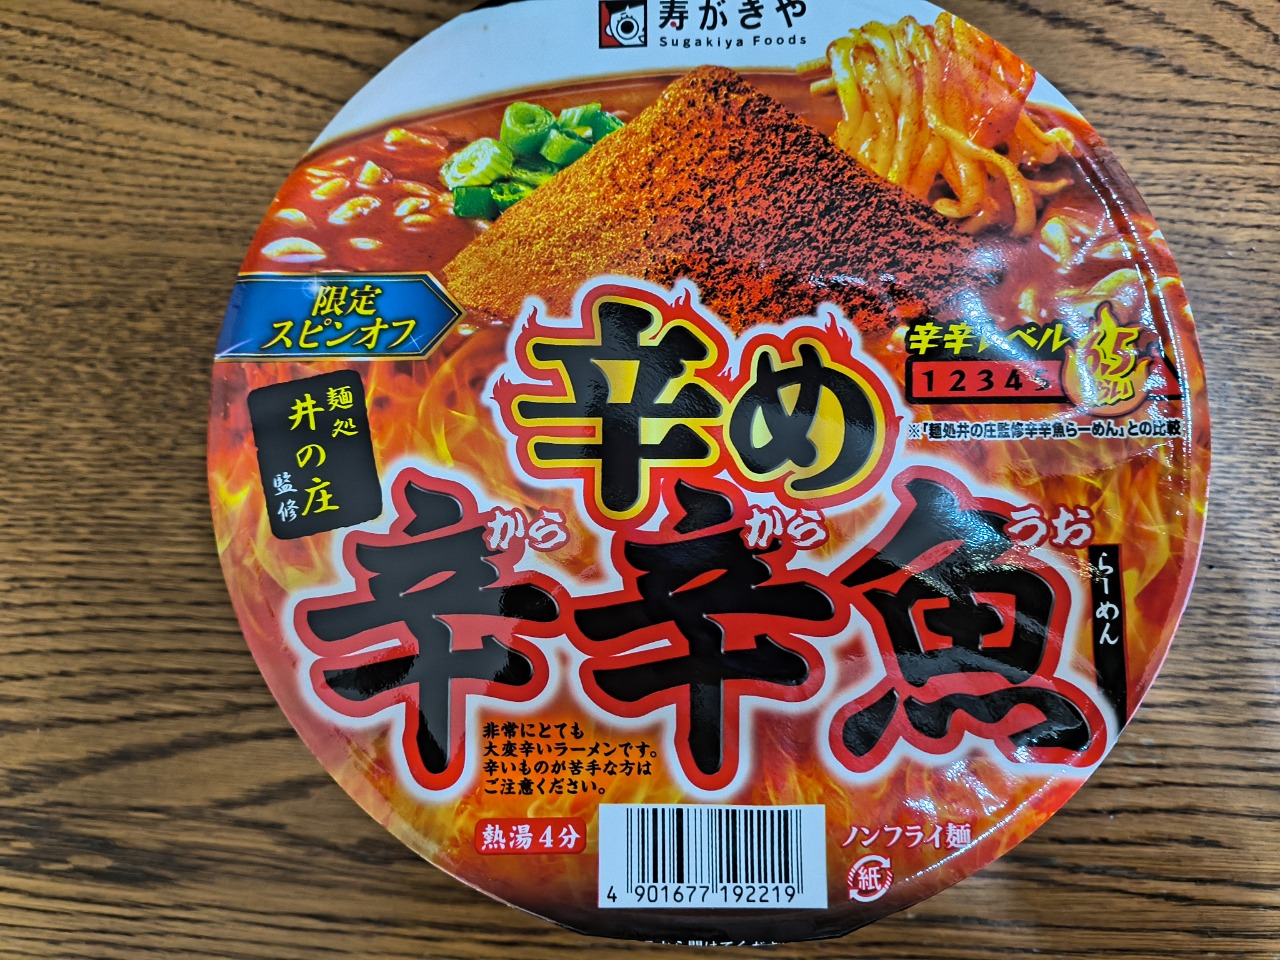 寿がきや
Sugakiya Foods
限定
スピンオフ
麺処
井の庄
監修
辛辛レベル
1 2 3 4 5
※「麺処井の庄監修辛辛魚らーめん」との比較
辛め
辛辛魚
から から うお
らーめん
非常にとても
大変辛いラーメンです。
辛いものが苦手な方は
ご注意ください。
熱湯4分
ノンフライ麺
紙
4 901677 192219